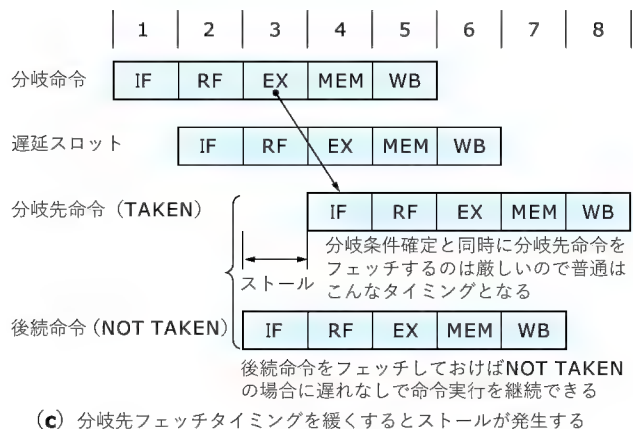 1 2 3 4 5 6 7 8
分岐命令 IF RF EX MEM WB
遅延スロット IF RF EX MEM WB
分岐先命令（TAKEN） IF RF EX MEM WB
分岐条件確定と同時に分岐先命令を
フェッチするのは厳しいので普通は
こんなタイミングとなる
ストール
後続命令（NOT TAKEN） IF RF EX MEM WB
後続命令をフェッチしておけばNOT TAKEN
の場合に遅れなしで命令実行を継続できる
（c）分岐先フェッチタイミングを緩くするとストールが発生する